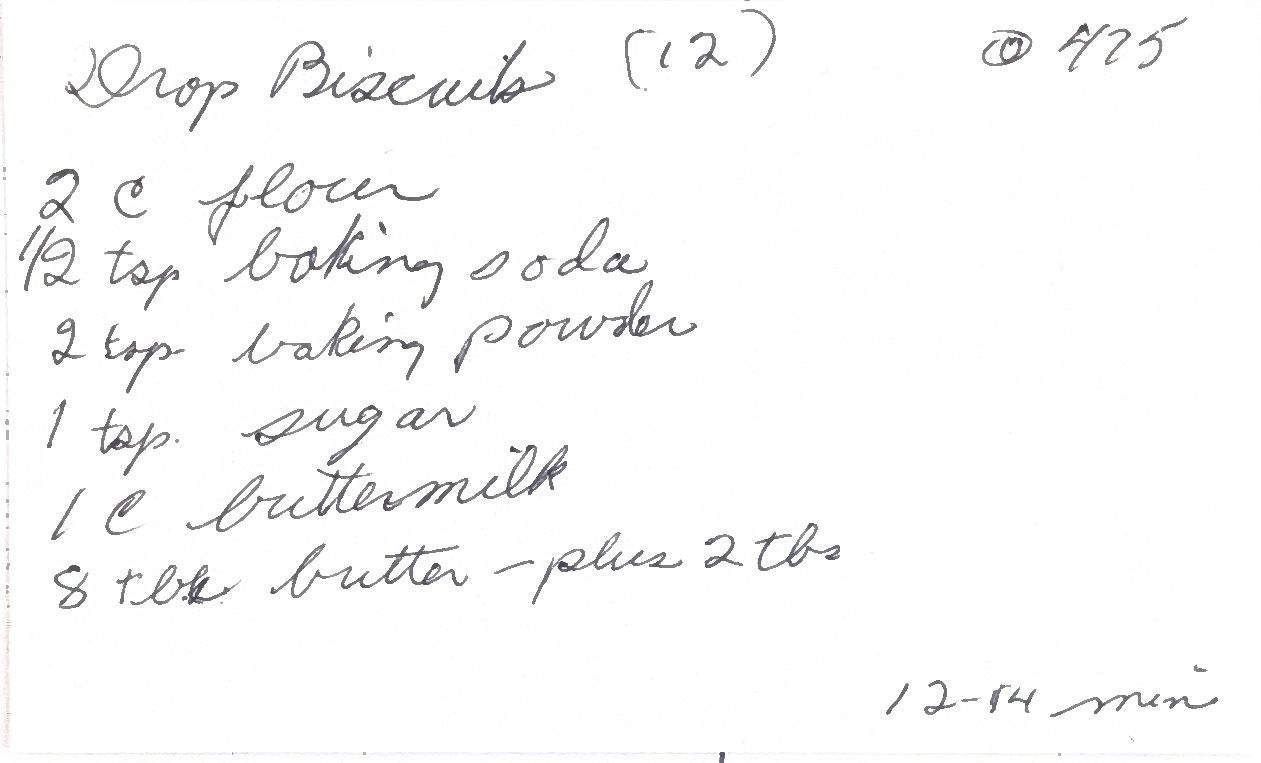 Drop Biscuits (12) @ 475
2 c flour
1/2 tsp baking soda
2 tsp baking powder
1 tsp. sugar
1 c buttermilk
8 tbs. butter - plus 2 tbs
12-14 min